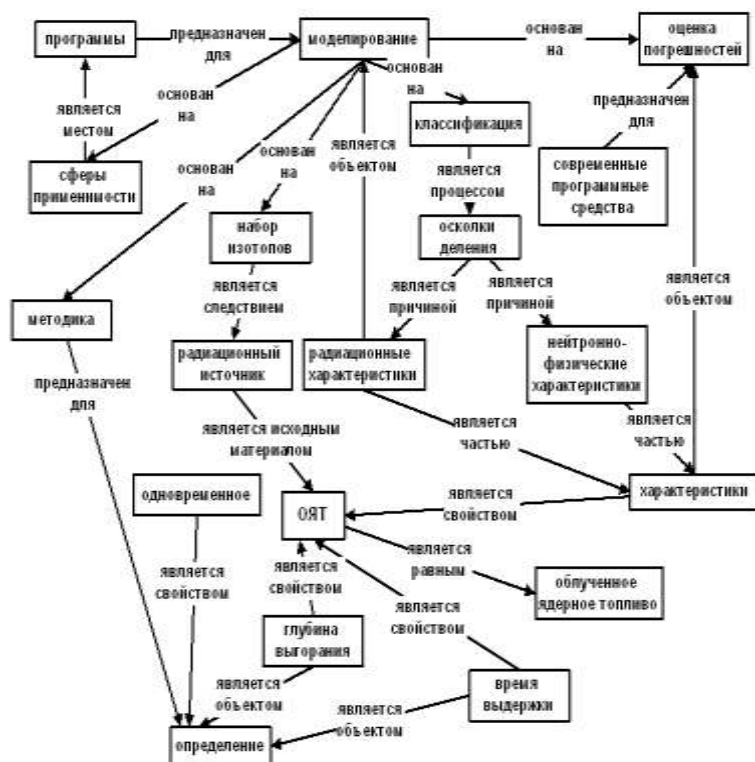 программы
предназначен
для
моделирование
основан
на
оценка
погрешностей
является
местом
основан
на
основан
на
предназначен
для
сферы
применимости
основан
на
основан
на
является
объектом
классификация
является
процессом
современные
программные
средства
набор
изотопов
осколки
деления
является
следствием
является
причиной
является
причиной
является
объектом
методика
радиационный
источник
радиационные
характеристики
нейтронно-
физические
характеристики
предназначен
для
является исходным
материалом
является
частью
является
частью
одновременное
ОЯТ
является
свойством
характеристики
является
свойством
является
свойством
является
равным
облученное
ядерное топливо
является
свойством
глубина
выгорания
является
объектом
время
выдержки
является
объектом
определение